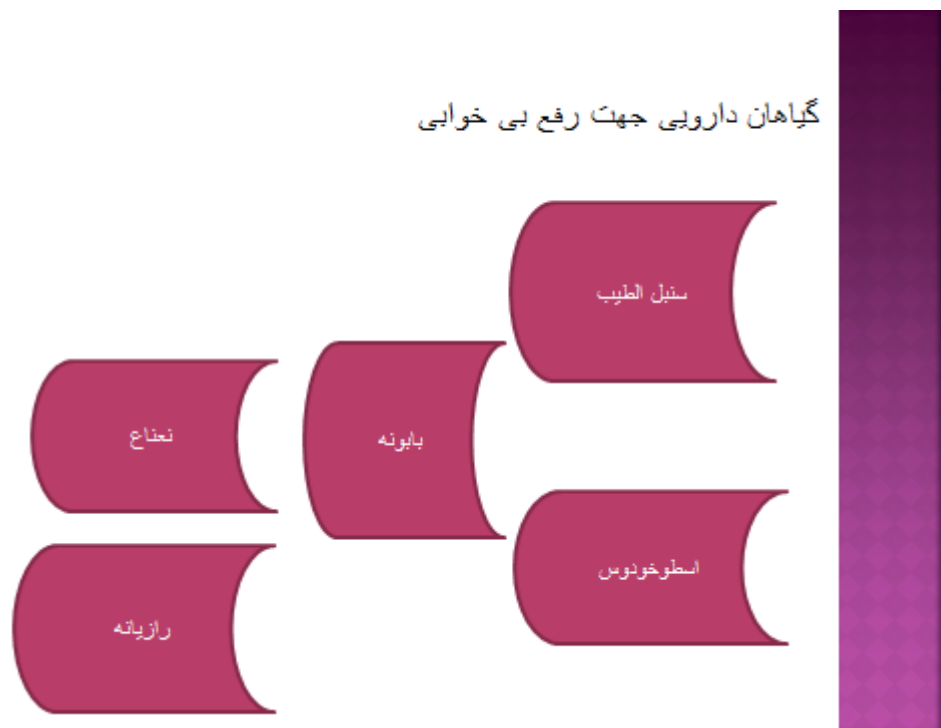 گیاهان دارویی جهت رفع بی خوابی
سنبل الطیب
بابونه
نعناع
اسطوخودوس
رازیانه